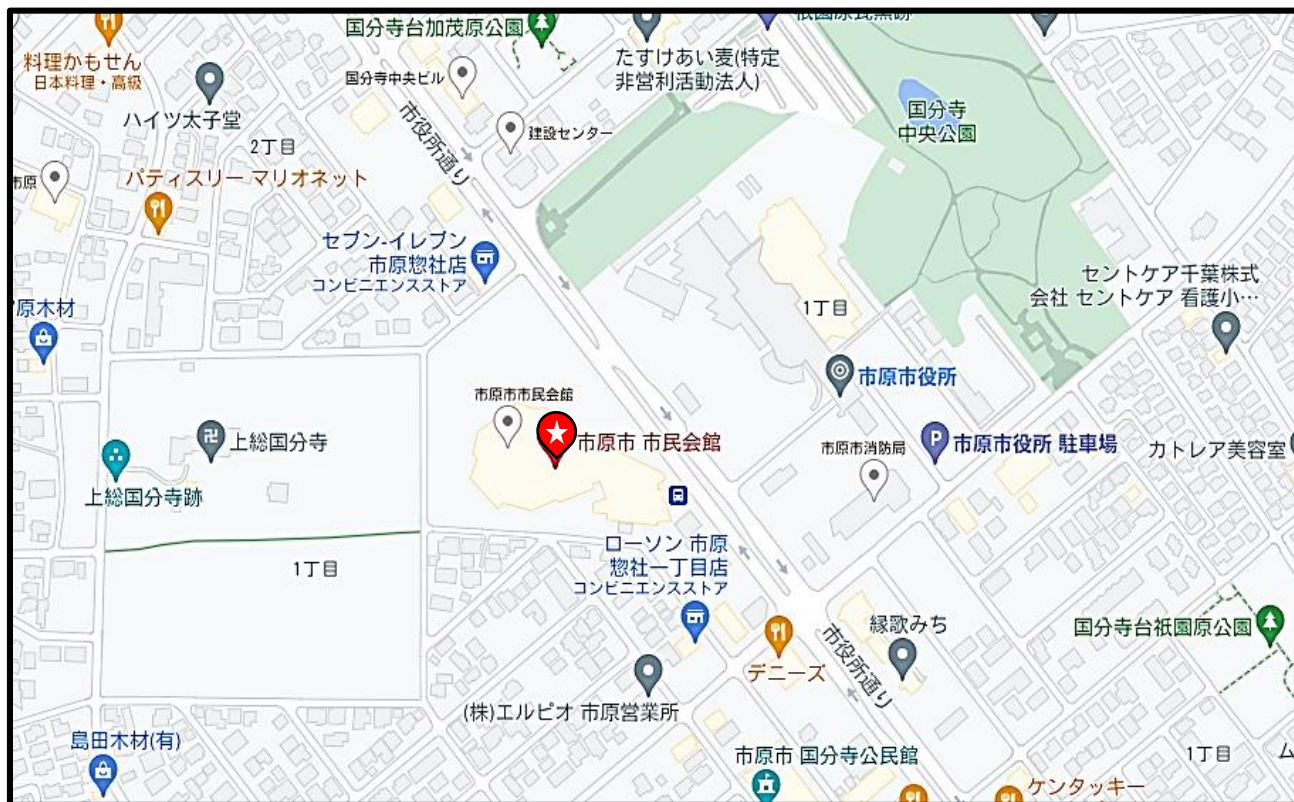 国分寺台加茂原公園
料理かもせん
日本料理・高級
ハイツ太子堂
国分寺中央ビル
たすけあい麦(特定
非営利活動法人)
建設センター
国分寺
中央公園
2丁目
市役所通り
市原
パティスリー マリオネット
セブン-イレブン
市原惣社店
コンビニエンスストア
セントケア千葉株式
会社 セントケア 看護小…
1丁目
原木材
市原市役所
市原市市民会館
市原市 市民会館
上総国分寺
市原市消防局
P
市原市役所 駐車場
カトレア美容室
上総国分寺跡
ローソン 市原
惣社一丁目店
コンビニエンスストア
1丁目
縁歌みち
国分寺台祇園原公園
市役所通り
デニーズ
(株)エルピオ 市原営業所
島田木材(有)
市原市 国分寺公民館
1丁目
ム
ケンタッキー